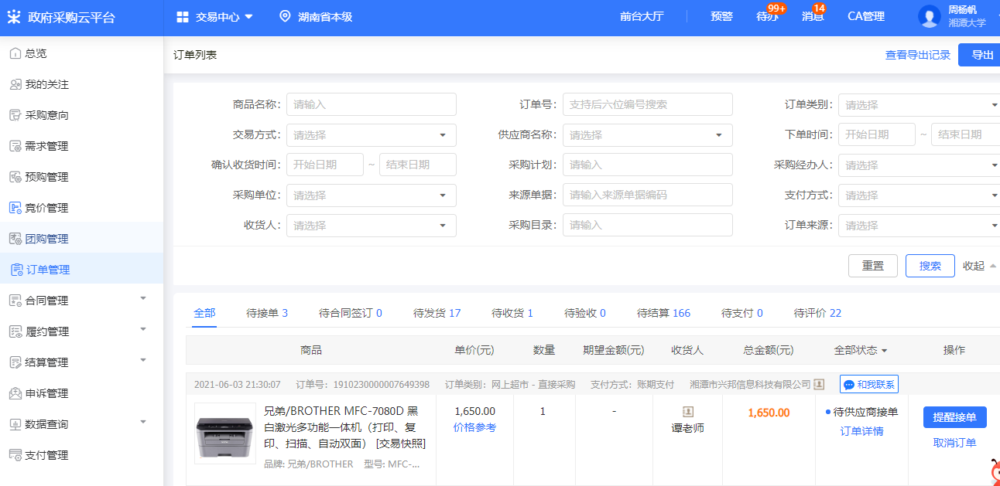 政府采购云平台 交易中心 湖南省本级 前台大厅 预警 待办 99+ 消息 14 CA管理 周杨帆
湘潭大学
总览
我的关注
采购意向
需求管理
预购管理
竞价管理
团购管理
订单管理
合同管理
履约管理
结算管理
申诉管理
数据查询
支付管理
订单列表 查看导出记录 导出
商品名称: 请输入 订单号: 支持后六位编号搜索 订单类别: 请选择
交易方式: 请选择 供应商名称: 请选择 下单时间: 开始日期 ~ 结束日期
确认收货时间: 开始日期 ~ 结束日期 采购计划: 请输入 采购经办人: 请选择
采购单位: 请选择 来源单据: 请输入来源单据编码 支付方式: 请选择
收货人: 请选择 采购目录: 请输入 订单来源: 请选择
重置 搜索 收起
全部 待接单 3 待合同签订 0 待发货 17 待收货 1 待验收 0 待结算 166 待支付 0 待评价 22
商品 单价(元) 数量 期望金额(元) 收货人 总金额(元) 全部状态 操作
2021-06-03 21:30:07 订单号: 1910230000007649398 订单类别: 网上超市 - 直接采购 支付方式: 账期支付 湘潭市兴邦信息科技有限公司 和我联系
兄弟/BROTHER MFC-7080D 黑
白激光多功能一体机（打印、复
印、扫描、自动双面） [交易快照]
品牌: 兄弟/BROTHER 型号: MFC-...
1,650.00
价格参考
1
-
谭老师
1,650.00
待供应商接单
订单详情
提醒接单
取消订单